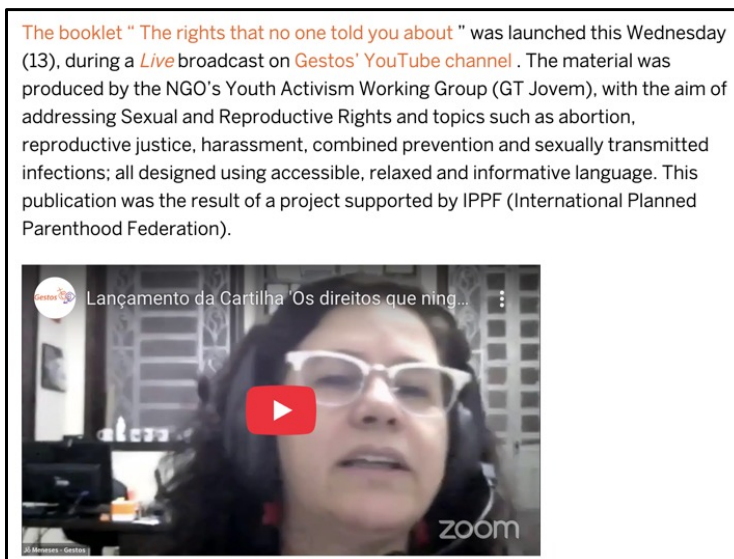 The booklet “ The rights that no one told you about ” was launched this Wednesday
(13), during a Live broadcast on Gestos’ YouTube channel . The material was
produced by the NGO’s Youth Activism Working Group (GT Jovem), with the aim of
addressing Sexual and Reproductive Rights and topics such as abortion,
reproductive justice, harassment, combined prevention and sexually transmitted
infections; all designed using accessible, relaxed and informative language. This
publication was the result of a project supported by IPPF (International Planned
Parenthood Federation).
Gestos
Lançamento da Cartilha 'Os direitos que ning...
zoom
Jô Meneses - Gestos